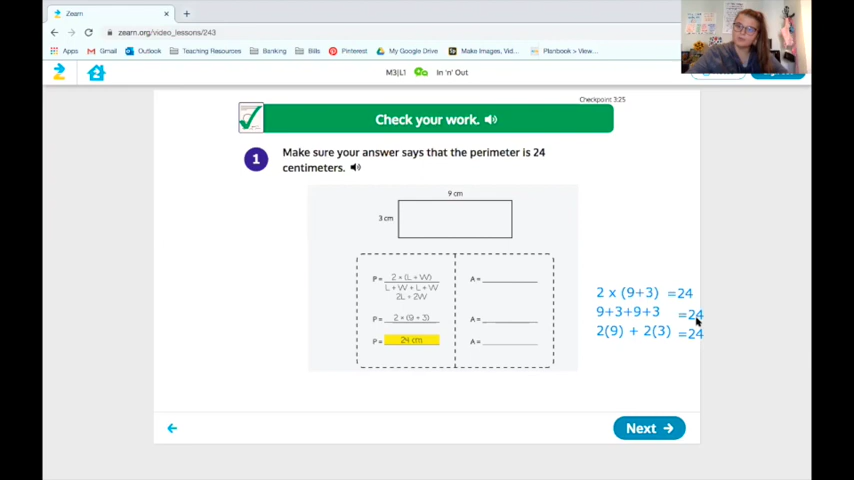 Zearn
zearn.org/video_lessons/243
Apps Gmail Outlook Teaching Resources Banking Bills Pinterest My Google Drive Make Images, Vid... Planbook > View...
M3|L1 In 'n' Out
Checkpoint 3:25
Check your work.
1 Make sure your answer says that the perimeter is 24
centimeters.
9 cm
3 cm
P = 2 × (L + W) A =
L + W + L + W
2L + 2W
P = 2 × (9 + 3) A =
P = 24 cm A =
2 x (9+3) =24
9+3+9+3 =24
2(9) + 2(3) =24
Next